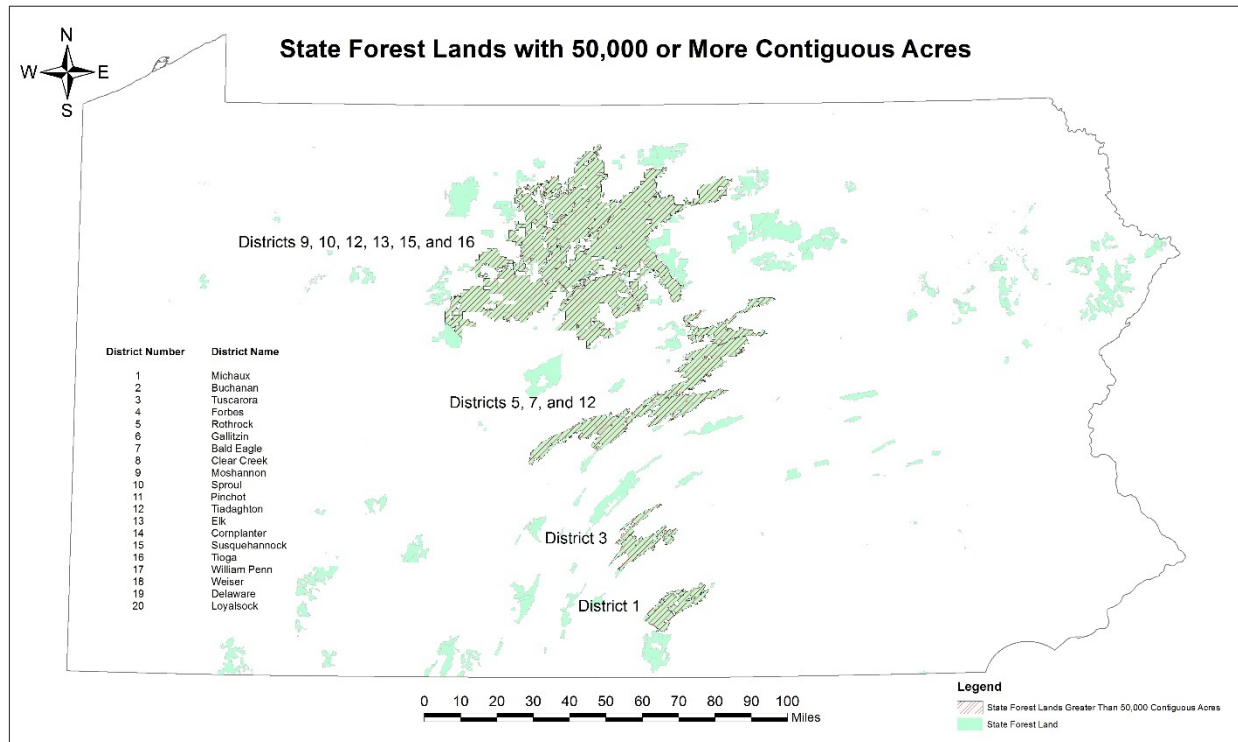 State Forest Lands with 50,000 or More Contiguous Acres
N
W E
S
Districts 9, 10, 12, 13, 15, and 16
Districts 5, 7, and 12
District 3
District 1
District Number District Name
1 Michaux
2 Buchanan
3 Tuscarora
4 Forbes
5 Rothrock
6 Gallitzin
7 Bald Eagle
8 Clear Creek
9 Moshannon
10 Sproul
11 Pinchot
12 Tiadaghton
13 Elk
14 Cornplanter
15 Susquehannock
16 Tioga
17 William Penn
18 Weiser
19 Delaware
20 Loyalsock
0 10 20 30 40 50 60 70 80 90 100
Miles
Legend
State Forest Lands Greater Than 50,000 Contiguous Acres
State Forest Land